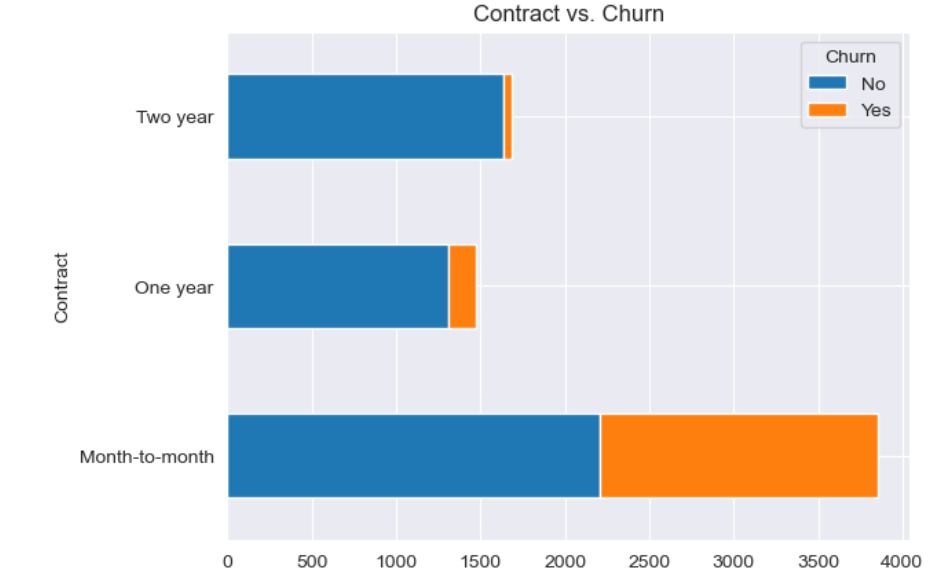 Contract vs. Churn
Churn
No
Yes
Two year
One year
Month-to-month
Contract
0 500 1000 1500 2000 2500 3000 3500 4000